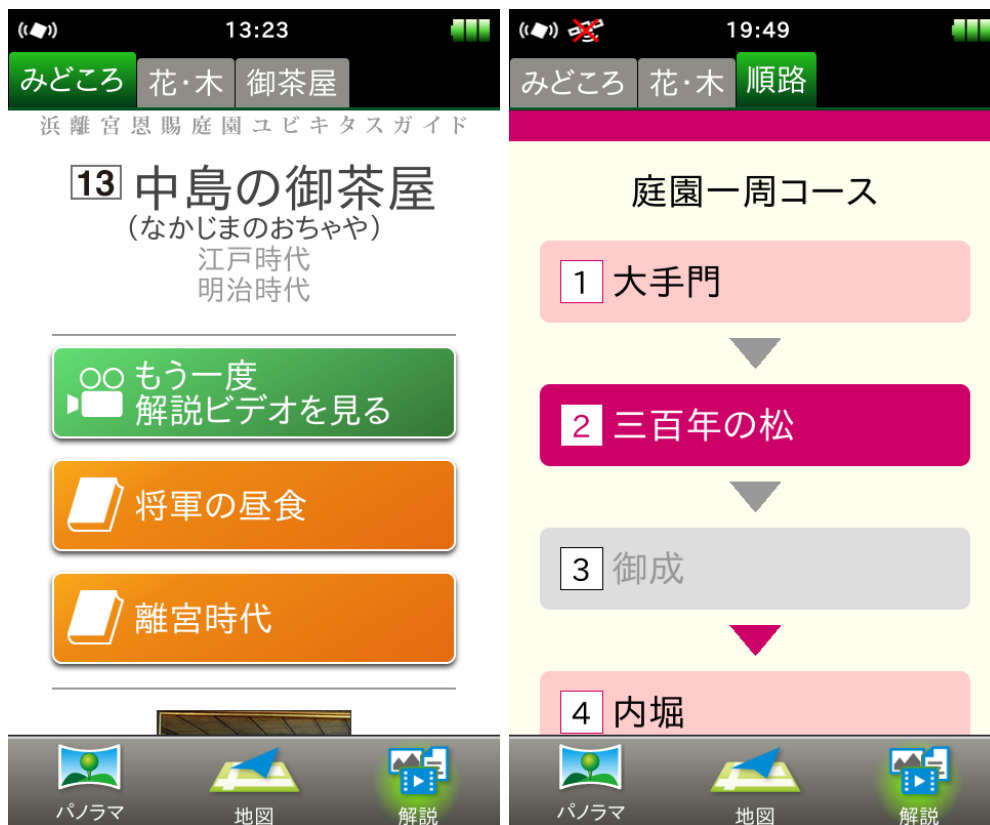 13:23
みどころ 花・木 御茶屋
浜離宮恩賜庭園ユビキタスガイド
13 中島の御茶屋
(なかじまのおちゃや)
江戸時代
明治時代
もう一度
解説ビデオを見る
将軍の昼食
離宮時代
パノラマ 地図 解説
19:49
みどころ 花・木 順路
庭園一周コース
1 大手門
2 三百年の松
3 御成
4 内堀
パノラマ 地図 解説